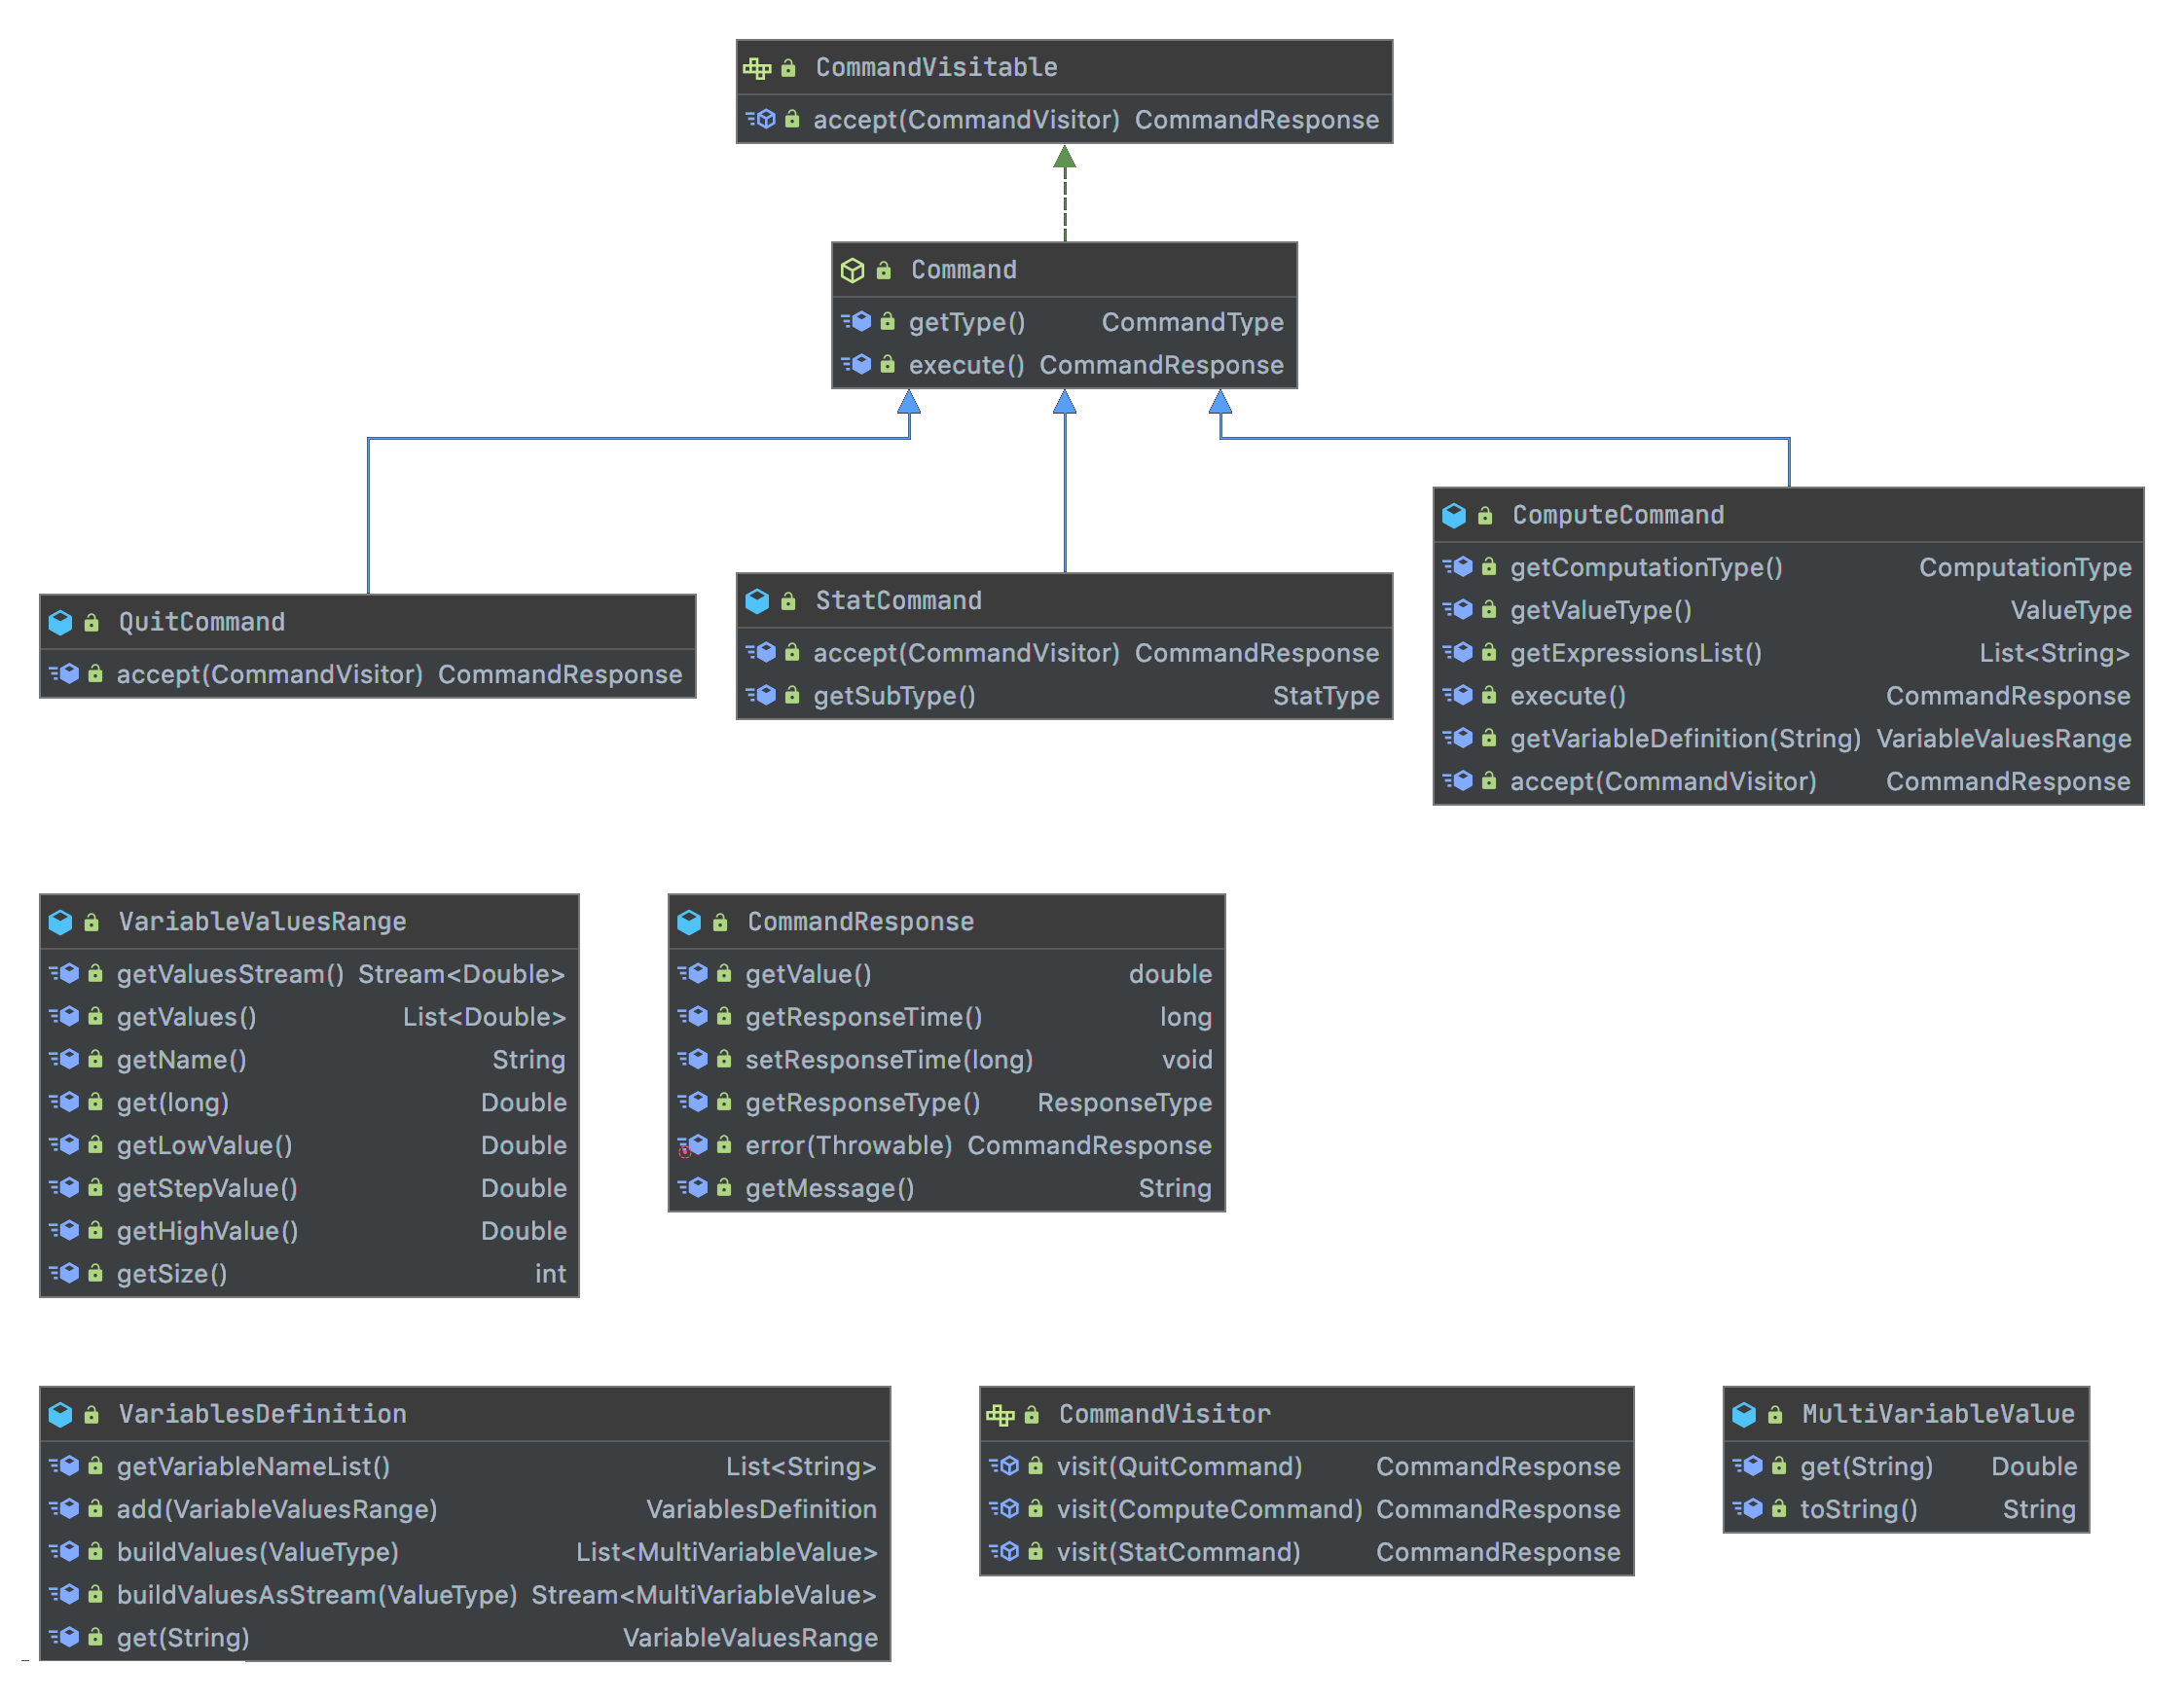 CommandVisitable
accept(CommandVisitor) CommandResponse
Command
getType() CommandType
execute() CommandResponse
QuitCommand
accept(CommandVisitor) CommandResponse
StatCommand
accept(CommandVisitor) CommandResponse
getSubType() StatType
ComputeCommand
getComputationType() ComputationType
getValueType() ValueType
getExpressionsList() List<String>
execute() CommandResponse
getVariableDefinition(String) VariableValuesRange
accept(CommandVisitor) CommandResponse
VariableValuesRange
getValuesStream() Stream<Double>
getValues() List<Double>
getName() String
get(long) Double
getLowValue() Double
getStepValue() Double
getHighValue() Double
getSize() int
CommandResponse
getValue() double
getResponseTime() long
setResponseTime(long) void
getResponseType() ResponseType
error(Throwable) CommandResponse
getMessage() String
VariablesDefinition
getVariableNameList() List<String>
add(VariableValuesRange) VariablesDefinition
buildValues(ValueType) List<MultiVariableValue>
buildValuesAsStream(ValueType) Stream<MultiVariableValue>
get(String) VariableValuesRange
CommandVisitor
visit(QuitCommand) CommandResponse
visit(ComputeCommand) CommandResponse
visit(StatCommand) CommandResponse
MultiVariableValue
get(String) Double
toString() String